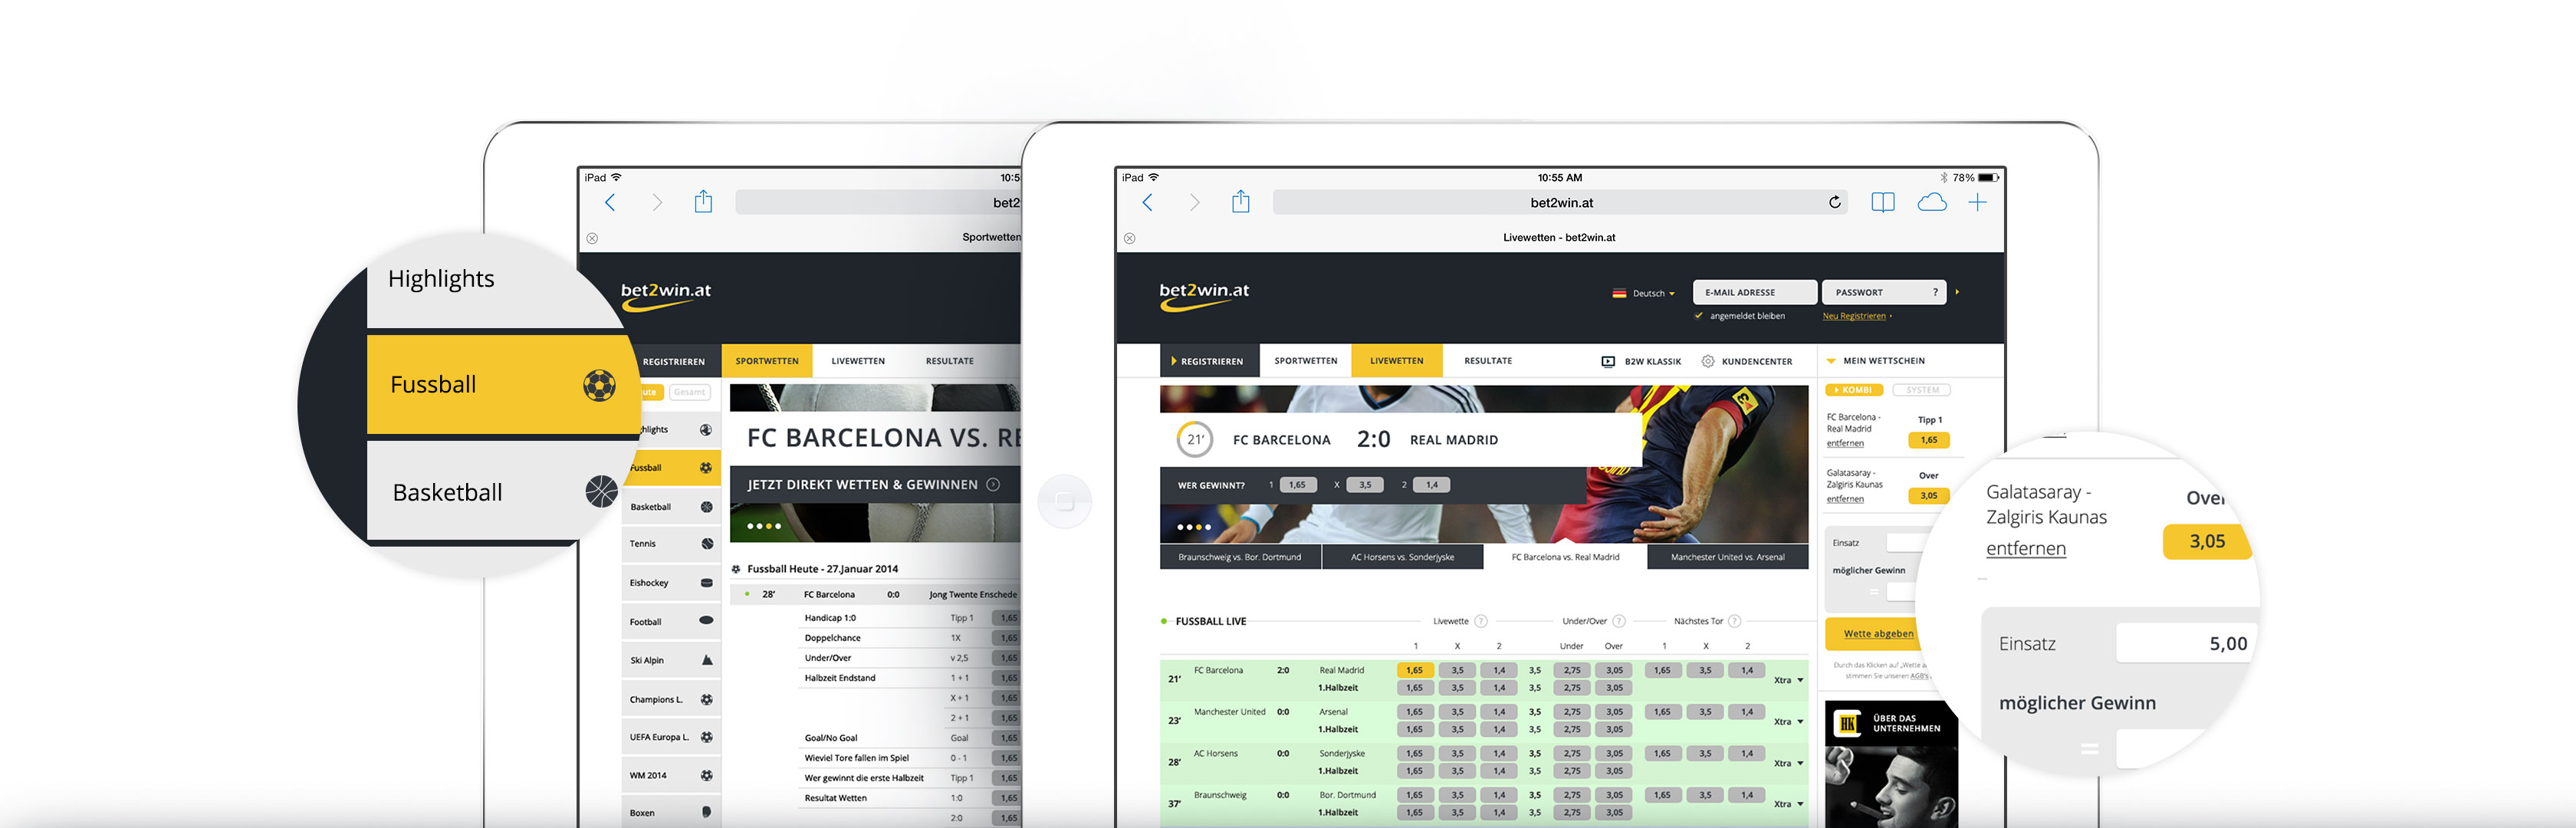 Highlights
Fussball
Basketball
iPad
10:5
bet2
Sportwetten
bet2win.at
REGISTRIEREN
SPORTWETTEN
LIVEWETTEN
RESULTATE
Gesamt
Fussball
Basketball
Tennis
Eishockey
Football
Ski Alpin
Champions L.
UEFA Europa L.
WM 2014
Boxen
FC BARCELONA VS. RE
JETZT DIREKT WETTEN & GEWINNEN
Fussball Heute - 27.Januar 2014
28' FC Barcelona 0:0 Jong Twente Enschede
Handicap 1:0 Tipp 1 1,65
Doppelchance 1X 1,65
Under/Over v 2,5 1,65
Halbzeit Endstand 1 + 1 1,65
X + 1 1,65
2 + 1 1,65
Goal/No Goal Goal 1,65
Wieviel Tore fallen im Spiel 0 - 1 1,65
Wer gewinnt die erste Halbzeit Tipp 1 1,65
Resultat Wetten 1:0 1,65
2:0 1,65
iPad
10:55 AM
78%
bet2win.at
Livewetten - bet2win.at
bet2win.at
Deutsch
E-MAIL ADRESSE
PASSWORT ?
angemeldet bleiben
Neu Registrieren
REGISTRIEREN
SPORTWETTEN
LIVEWETTEN
RESULTATE
B2W KLASSIK
KUNDENCENTER
MEIN WETTSCHEIN
21' FC BARCELONA 2:0 REAL MADRID
WER GEWINNT? 1 1,65 X 3,5 2 1,4
Braunschweig vs. Bor. Dortmund
AC Horsens vs. Sonderjyske
FC Barcelona vs. Real Madrid
Manchester United vs. Arsenal
FUSSBALL LIVE Livewette ? Under/Over ? Nächstes Tor ?
1 X 2 Under Over 1 X 2
21' FC Barcelona 2:0 Real Madrid 1,65 3,5 1,4 3,5 2,75 3,05 1,65 3,5 1,4 Xtra
1.Halbzeit 1,65 3,5 1,4 3,5 2,75 3,05
23' Manchester United 0:0 Arsenal 1,65 3,5 1,4 3,5 2,75 3,05 1,65 3,5 1,4 Xtra
1.Halbzeit 1,65 3,5 1,4 3,5 2,75 3,05
28' AC Horsens 0:0 Sonderjyske 1,65 3,5 1,4 3,5 2,75 3,05 1,65 3,5 1,4 Xtra
1.Halbzeit 1,65 3,5 1,4 3,5 2,75 3,05
37' Braunschweig 0:0 Bor. Dortmund 1,65 3,5 1,4 3,5 2,75 3,05 1,65 3,5 1,4 Xtra
1.Halbzeit 1,65 3,5 1,4 3,5 2,75 3,05
KOMBI
SYSTEM
FC Barcelona - Tipp 1
Real Madrid
entfernen 1,65
Galatasaray - Over
Zalgiris Kaunas
entfernen 3,05
Einsatz
möglicher Gewinn
=
Wette abgeben
Durch das Klicken auf „Wette a
stimmen Sie unseren AGB's
HK
ÜBER DAS
UNTERNEHMEN
Galatasaray - Over
Zalgiris Kaunas
entfernen 3,05
Einsatz 5,00
möglicher Gewinn
=